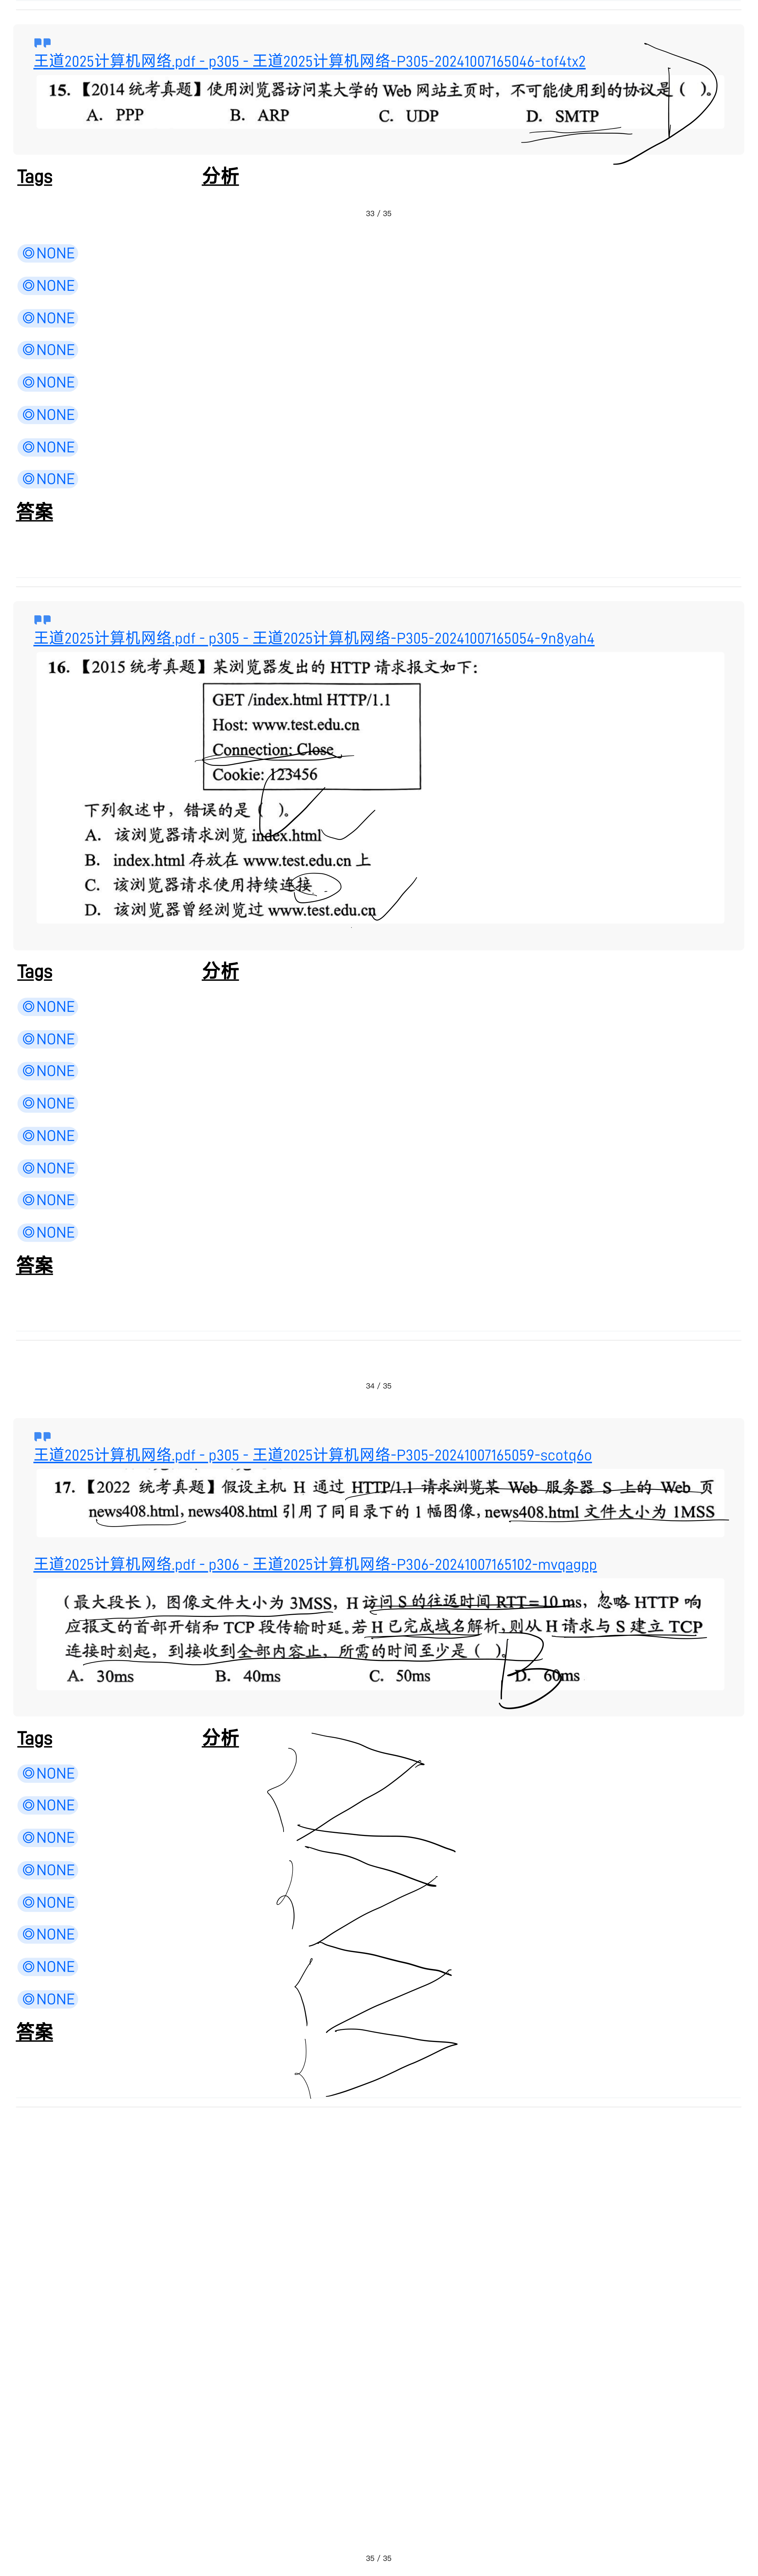 王道2025计算机网络.pdf - p305 - 王道2025计算机网络-P305-20241007165046-tof4tx2
15. 【2014 统考真题】使用浏览器访问某大学的 Web 网站主页时，不可能使用到的协议是 ( )。
A. PPP B. ARP C. UDP D. SMTP
D
Tags 分析
33 / 35
NONE
NONE
NONE
NONE
NONE
NONE
NONE
NONE
答案
王道2025计算机网络.pdf - p305 - 王道2025计算机网络-P305-20241007165054-9n8yah4
16. 【2015 统考真题】某浏览器发出的 HTTP 请求报文如下：
GET /index.html HTTP/1.1
Host: www.test.edu.cn
Connection: Close
Cookie: 123456
下列叙述中，错误的是 ( )。
A. 该浏览器请求浏览 index.html
B. index.html 存放在 www.test.edu.cn 上
C. 该浏览器请求使用持续连接
D. 该浏览器曾经浏览过 www.test.edu.cn
Tags 分析
NONE
NONE
NONE
NONE
NONE
NONE
NONE
NONE
答案
34 / 35
王道2025计算机网络.pdf - p305 - 王道2025计算机网络-P305-20241007165059-scotq6o
17. 【2022 统考真题】假设主机 H 通过 HTTP/1.1 请求浏览某 Web 服务器 S 上的 Web 页
news408.html，news408.html 引用了同目录下的 1 幅图像，news408.html 文件大小为 1MSS
王道2025计算机网络.pdf - p306 - 王道2025计算机网络-P306-20241007165102-mvqagpp
（最大段长），图像文件大小为 3MSS，H 访问 S 的往返时间 RTT=10 ms，忽略 HTTP 响
应报文的首部开销和 TCP 段传输时延。若 H 已完成域名解析，则从 H 请求与 S 建立 TCP
连接时刻起，到接收到全部内容止，所需的时间至少是 ( )。
B
A. 30ms B. 40ms C. 50ms D. 60ms
Tags 分析
NONE
NONE
NONE
NONE
NONE
NONE
NONE
NONE
答案
35 / 35